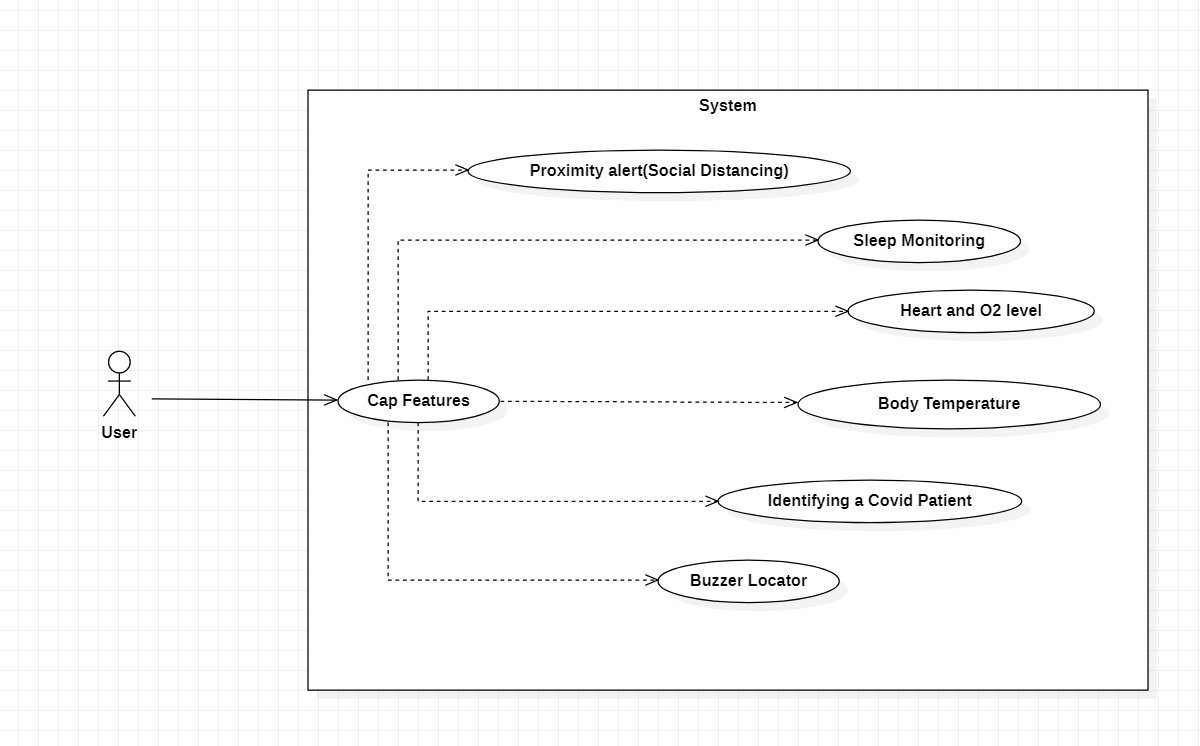 System
Proximity alert(Social Distancing)
Sleep Monitoring
Heart and O2 level
Cap Features
Body Temperature
User
Identifying a Covid Patient
Buzzer Locator